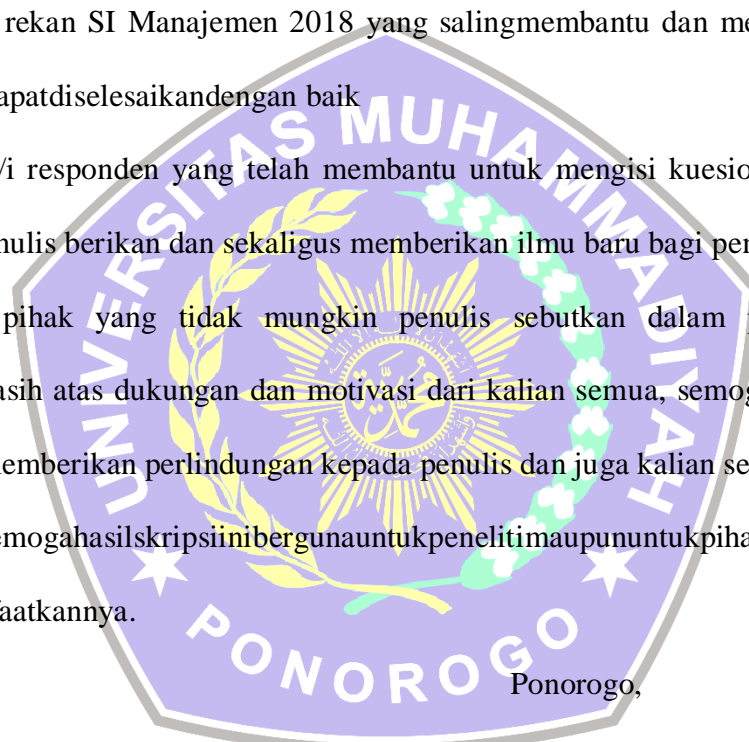 rekan SI Manajemen 2018 yang salingmembantu dan me
apatdiselesaikandengan baik
/i responden yang telah membantu untuk mengisi kuesio
nulis berikan dan sekaligus memberikan ilmu baru bagi pen
pihak yang tidak mungkin penulis sebutkan dalam p
asih atas dukungan dan motivasi dari kalian semua, semog
memberikan perlindungan kepada penulis dan juga kalian se
emogahasilskripsiinibergunauntukpenelitimaupununtukpiha
faatkannya.
Ponorogo,
UNIVERSITAS MUHAMMADIYAH
PONOROGO